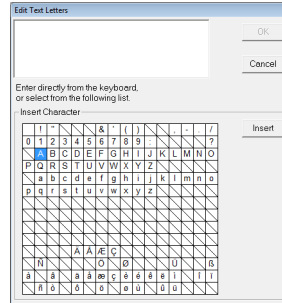 Edit Text Letters
OK
Cancel
Enter directly from the keyboard,
or select from the following list.
Insert Character
Insert
! " & ' ( ) , - . /
0 1 2 3 4 5 6 7 8 9 : ?
A B C D E F G H I J K L M N O
P Q R S T U V W X Y Z
a b c d e f g h i j k l m n o
p q r s t u v w x y z
Ä Å Æ Ç
Ñ Ö Ø Ü ß
à â ä å æ ç è é ê ë ì î ï
ñ ò ô ö ø ù û ü